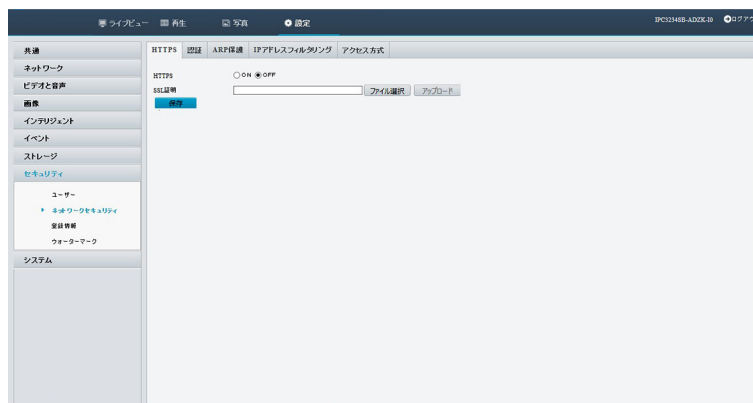 ライブビュー 再生 写真 設定 IPC3234SB-ADZK-I0 ログアウ
共通
ネットワーク
ビデオと音声
画像
インテリジェント
イベント
ストレージ
セキュリティ
ユーザー
ネットワークセキュリティ
登録情報
ウォーターマーク
システム
HTTPS 認証 ARP保護 IPアドレスフィルタリング アクセス方式
HTTPS ON OFF
SSL証明 ファイル選択 アップロード
保存